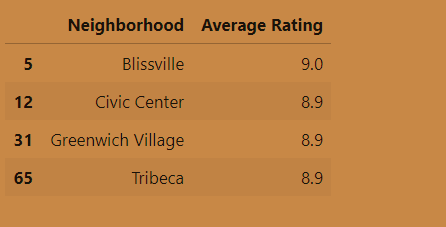 Neighborhood Average Rating
5 Blissville 9.0
12 Civic Center 8.9
31 Greenwich Village 8.9
65 Tribeca 8.9